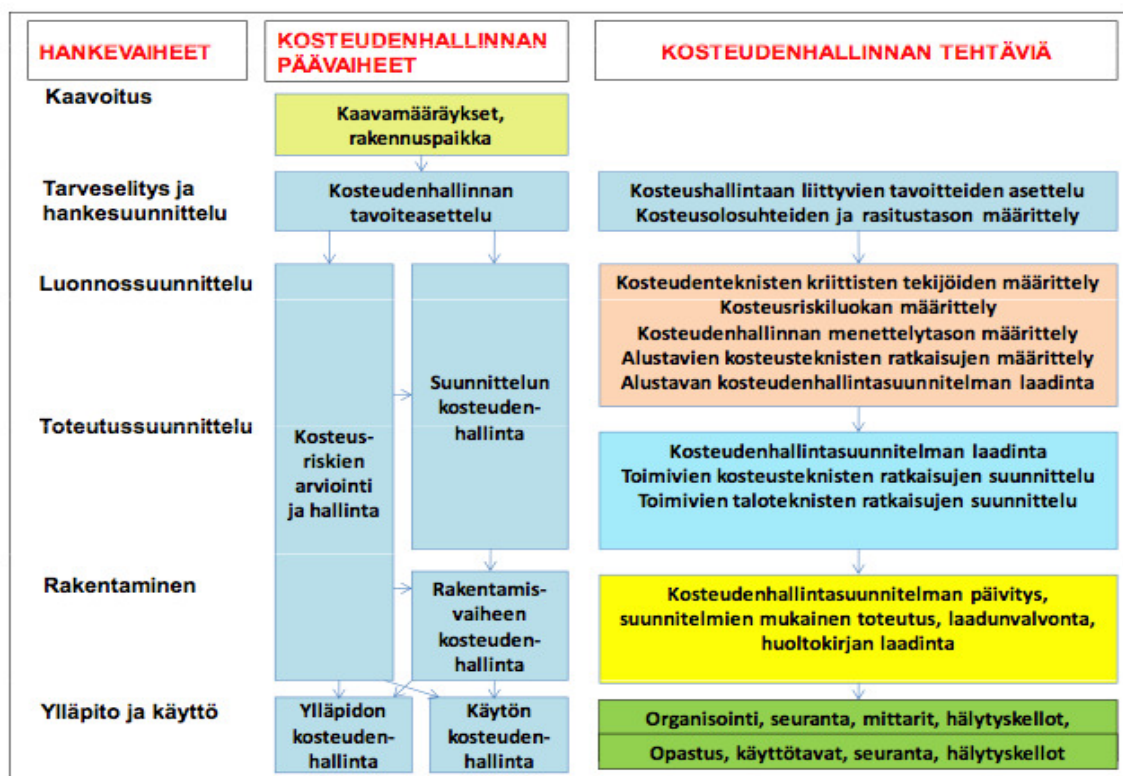 HANKEVAIHEET
KOSTEUDENHALLINNAN
PÄÄVAIHEET
KOSTEUDENHALLINNAN TEHTÄVIÄ
Kaavoitus
Kaavamääräykset,
rakennuspaikka
Tarveselitys ja
hankesuunnittelu
Kosteudenhallinnan
tavoiteasettelu
Kosteushallintaan liittyvien tavoitteiden asettelu
Kosteusolosuhteiden ja rasitustason määrittely
Luonnossuunnittelu
Kosteudenteknisten kriittisten tekijöiden määrittely
Kosteusriskiluokan määrittely
Kosteudenhallinnan menettelytason määrittely
Alustavien kosteusteknisten ratkaisujen määrittely
Alustavan kosteudenhallintasuunnitelman laadinta
Suunnittelun
kosteuden-
hallinta
Toteutussuunnittelu
Kosteus-
riskien
arviointi
ja hallinta
Kosteudenhallintasuunnitelman laadinta
Toimivien kosteusteknisten ratkaisujen suunnittelu
Toimivien taloteknisten ratkaisujen suunnittelu
Rakentaminen
Rakentamis-
vaiheen
kosteuden-
hallinta
Kosteudenhallintasuunnitelman päivitys,
suunnitelmien mukainen toteutus, laadunvalvonta,
huoltokirjan laadinta
Ylläpito ja käyttö
Ylläpidon
kosteuden-
hallinta
Käytön
kosteuden-
hallinta
Organisointi, seuranta, mittarit, hälytyskellot,
Opastus, käyttötavat, seuranta, hälytyskellot